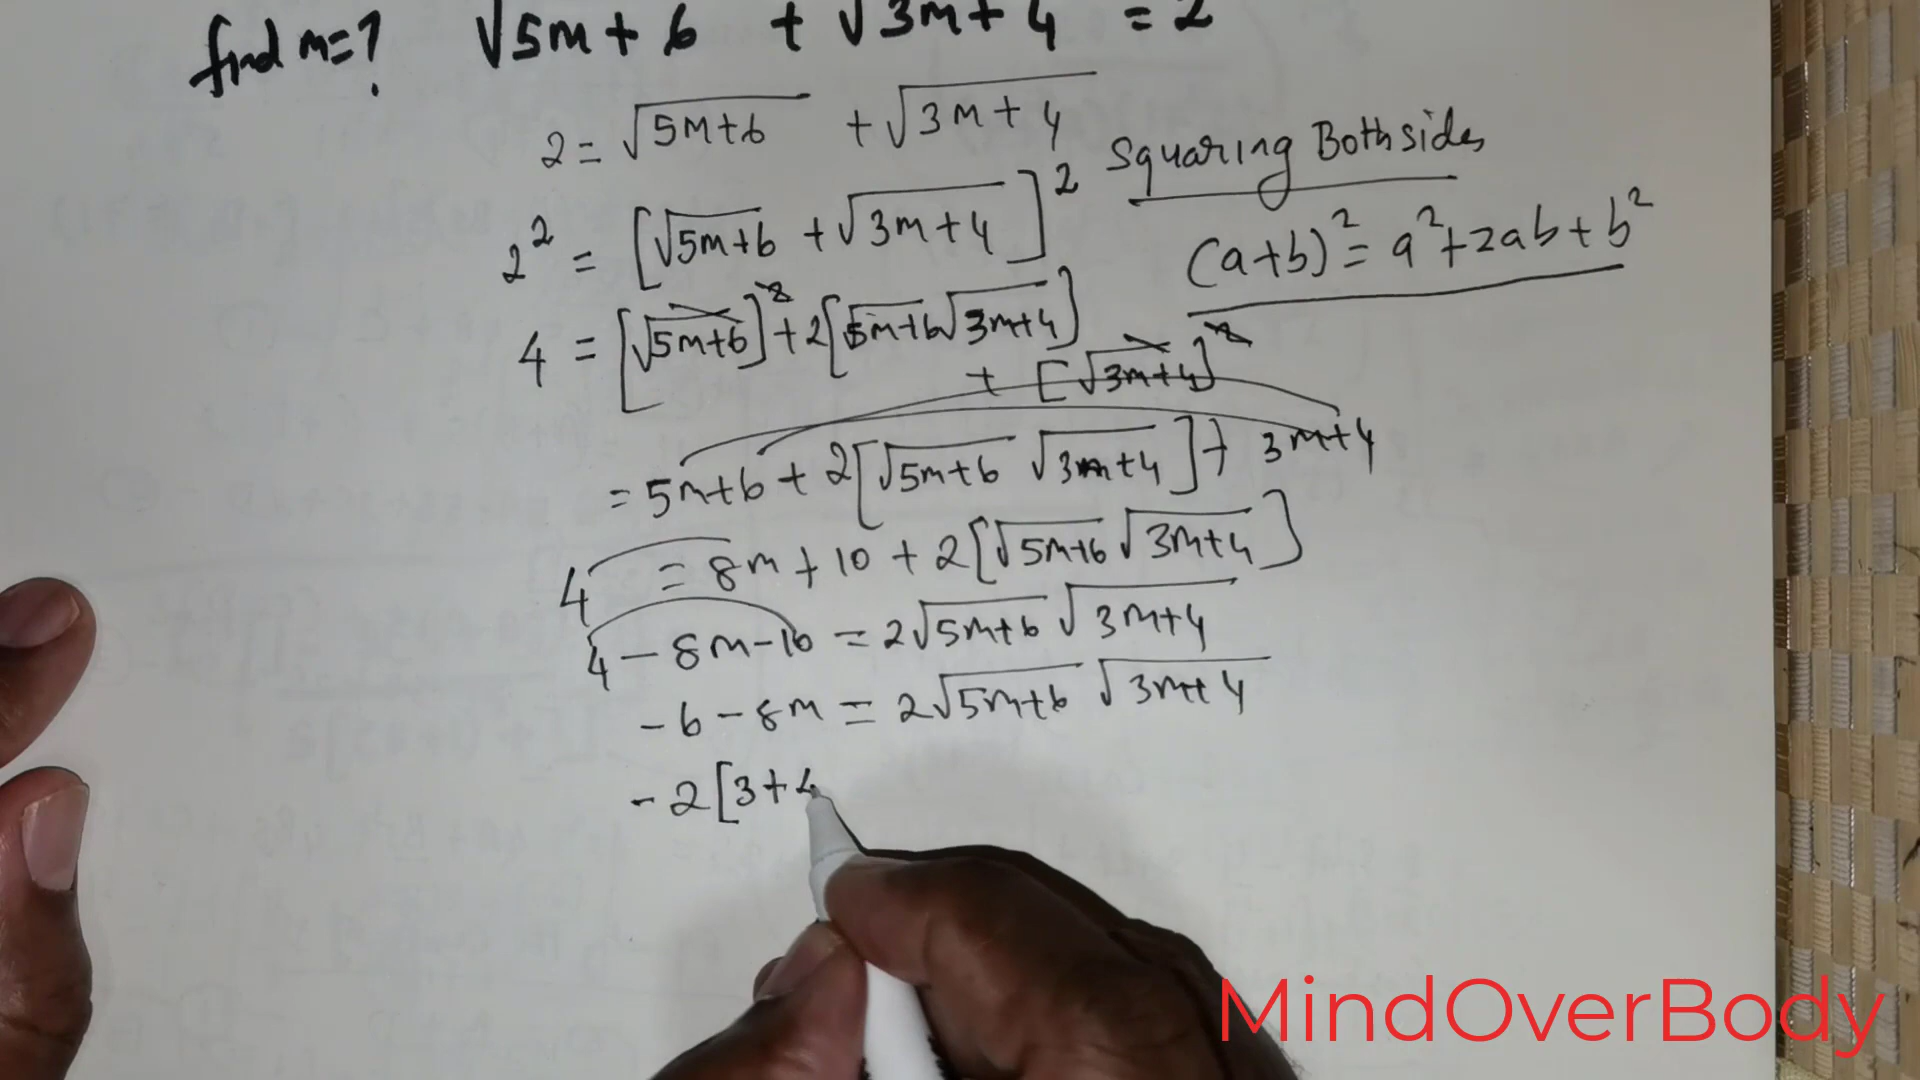 find m=? √5m+6 + √3m+4 = 2
2 = √5m+6 + √3m+4
Squaring Both sides
2² = [√5m+6 + √3m+4]²
(a+b)² = a²+2ab+b²
4 = [√5m+6]² + 2[√5m+6 √3m+4]
+ [√3m+4]²
= 5m+6 + 2[√5m+6 √3m+4] + 3m+4
4 = 8m + 10 + 2[√5m+6 √3m+4]
4 - 8m - 10 = 2√5m+6 √3m+4
- 6 - 8m = 2√5m+6 √3m+4
- 2[3+4
MindOverBody